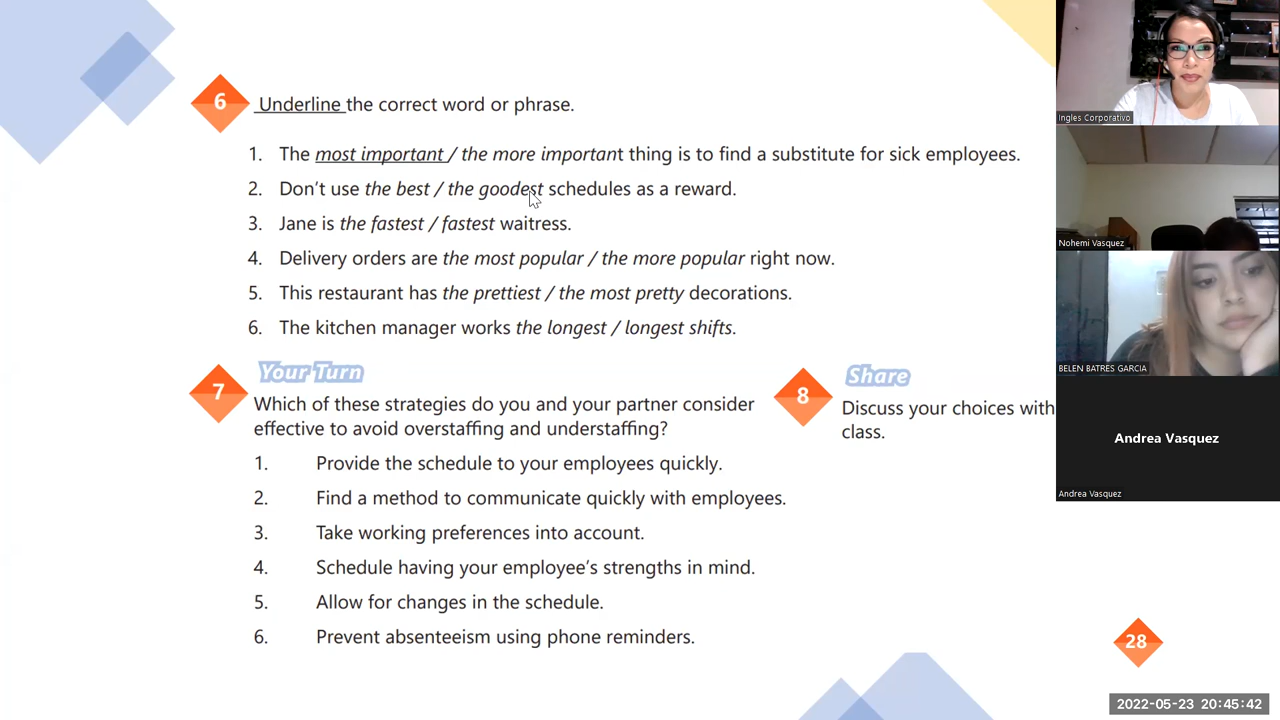 6
Underline the correct word or phrase.
1. The most important / the more important thing is to find a substitute for sick employees.
2. Don't use the best / the goodest schedules as a reward.
3. Jane is the fastest / fastest waitress.
4. Delivery orders are the most popular / the more popular right now.
5. This restaurant has the prettiest / the most pretty decorations.
6. The kitchen manager works the longest / longest shifts.
7
Your Turn
Which of these strategies do you and your partner consider
effective to avoid overstaffing and understaffing?
1. Provide the schedule to your employees quickly.
2. Find a method to communicate quickly with employees.
3. Take working preferences into account.
4. Schedule having your employee's strengths in mind.
5. Allow for changes in the schedule.
6. Prevent absenteeism using phone reminders.
8
Share
Discuss your choices with
class.
28
Ingles Corporativo
Nohemi Vasquez
BELEN BATRES GARCIA
Andrea Vasquez
Andrea Vasquez
2022-05-23 20:45:42